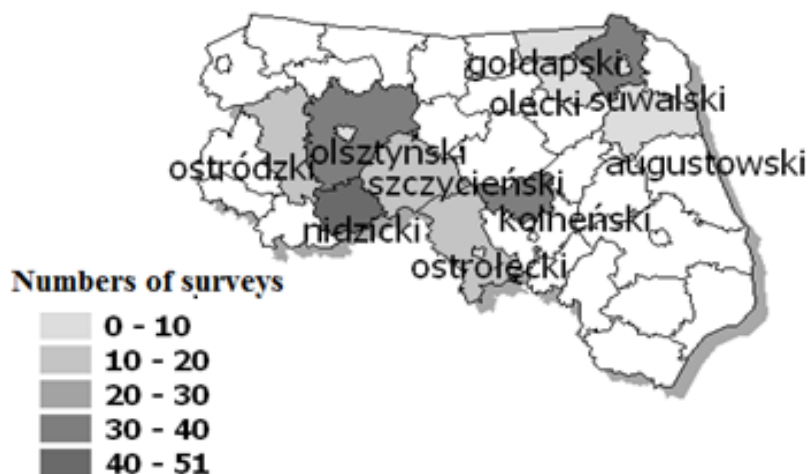 gołdapski
olecki suwalski
olsztyński
ostródzki
augustowski
szczycieński
kolneński
nidzicki
ostrołęcki
Numbers of surveys
0 - 10
10 - 20
20 - 30
30 - 40
40 - 51